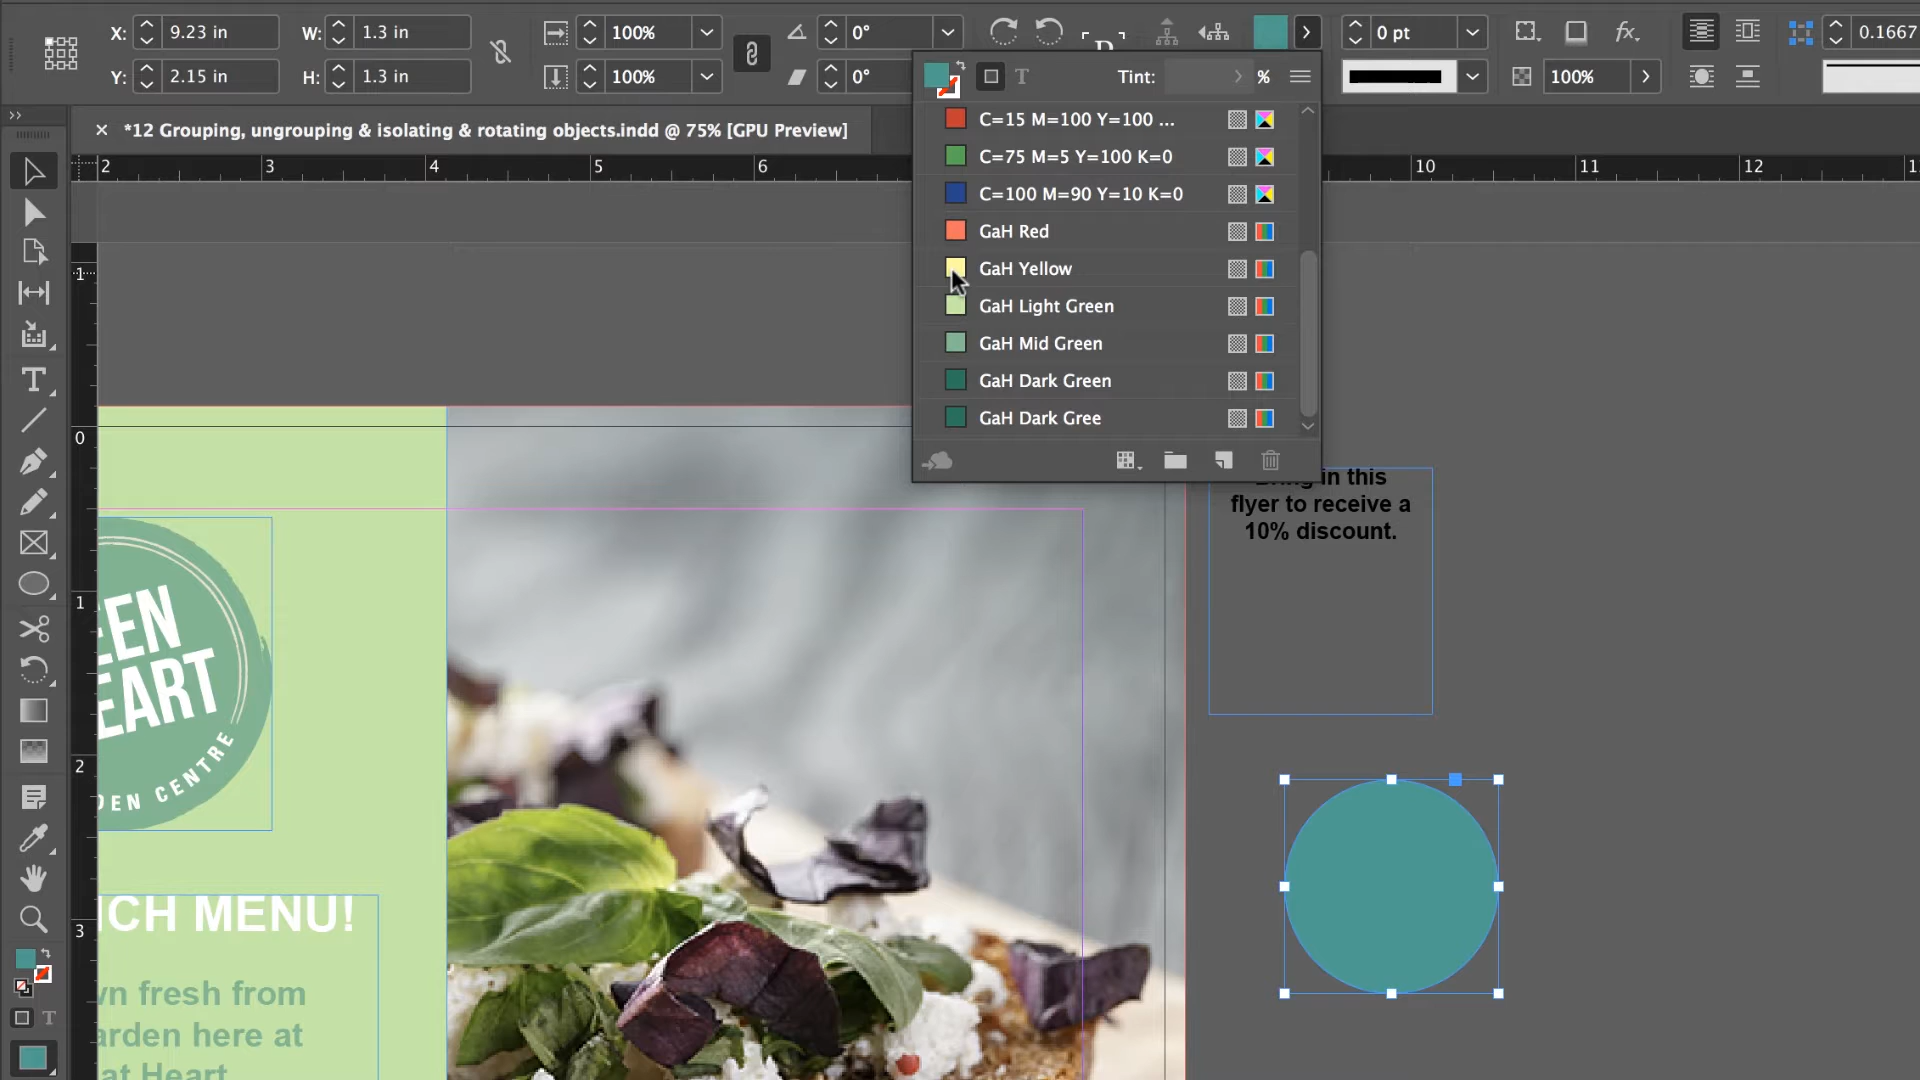 X: 9.23 in W: 1.3 in 100% 0° 0 pt 0.1667
Y: 2.15 in H: 1.3 in 100% 0° 100%
Tint: %
× *12 Grouping, ungrouping & isolating & rotating objects.indd @ 75% [GPU Preview]
2 3 4 5 6 10 11 12 13
C=15 M=100 Y=100 ...
C=75 M=5 Y=100 K=0
C=100 M=90 Y=10 K=0
GaH Red
GaH Yellow
GaH Light Green
GaH Mid Green
GaH Dark Green
GaH Dark Gree
1
0
1
2
3
Bring in this
flyer to receive a
10% discount.
EEN
EART
DEN CENTRE
ICH MENU!
wn fresh from
arden here at
at Heart